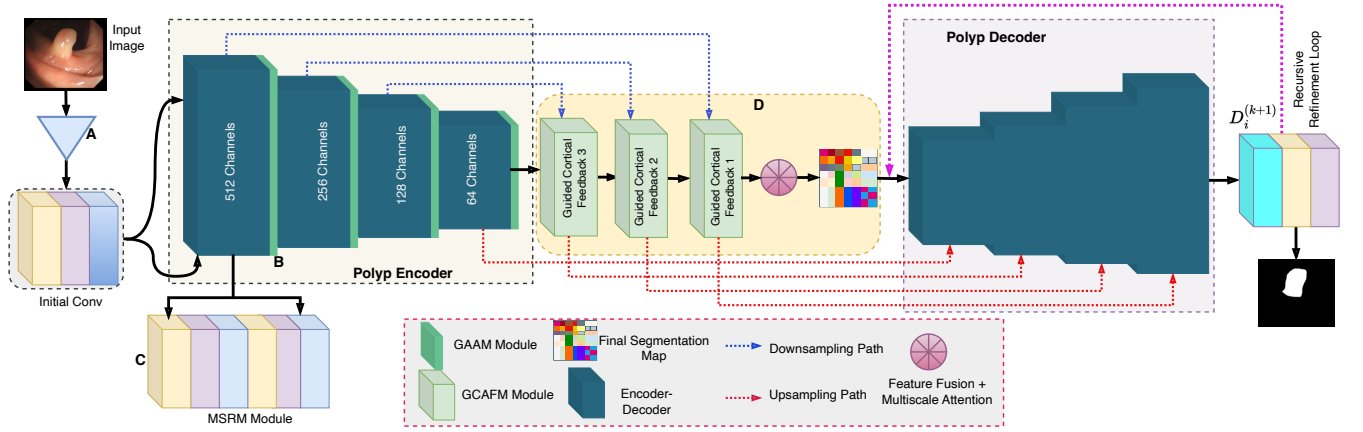 Input
Image
A
Initial Conv
512 Channels
256 Channels
128 Channels
64 Channels
B
Polyp Encoder
C
MSRM Module
D
Guided Cortical
Feedback 3
Guided Cortical
Feedback 2
Guided Cortical
Feedback 1
Polyp Decoder
D_i^{(k+1)}
Recursive
Refinement Loop
GAAM Module
Final Segmentation
Map
Downsampling Path
GCAFM Module
Encoder-
Decoder
Upsampling Path
Feature Fusion +
Multiscale Attention